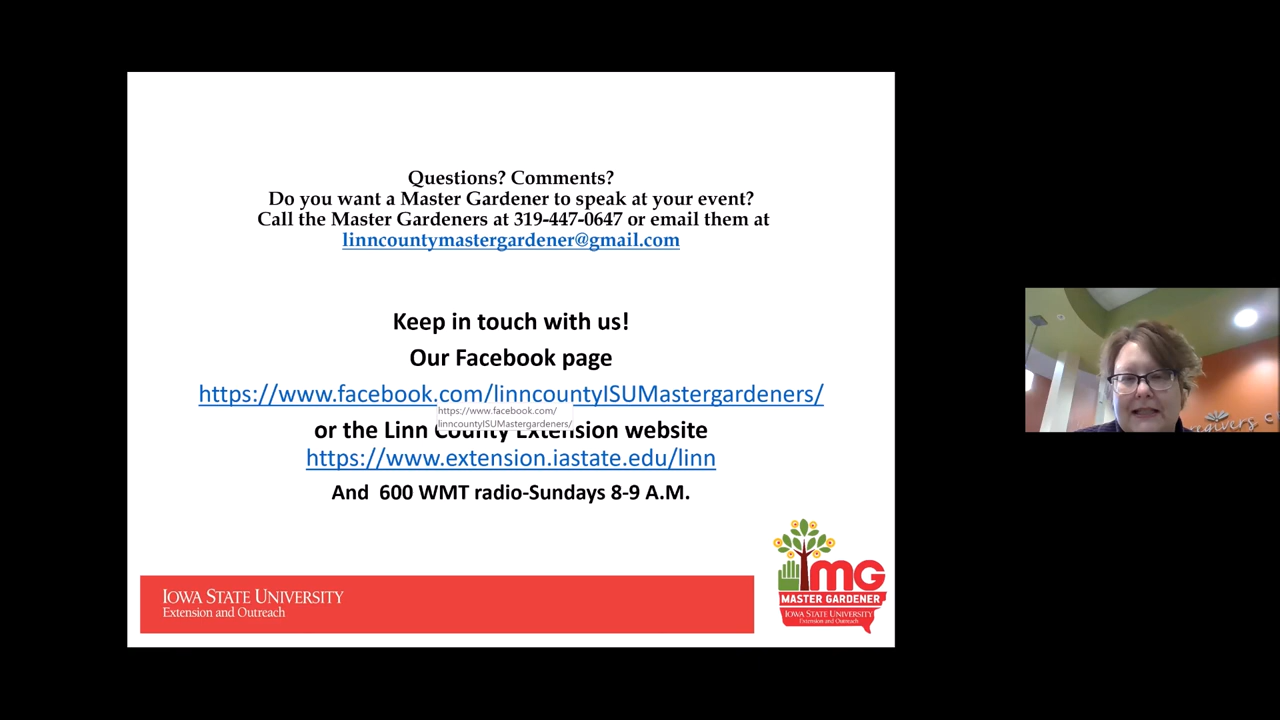 Questions? Comments?
Do you want a Master Gardener to speak at your event?
Call the Master Gardeners at 319-447-0647 or email them at
linncountymastergardener@gmail.com
Keep in touch with us!
Our Facebook page
https://www.facebook.com/linncountyISUMastergardeners/
https://www.facebook.com/
linncountyISUMastergardeners/
or the Linn County Extension website
https://www.extension.iastate.edu/linn
And 600 WMT radio-Sundays 8-9 A.M.
IOWA STATE UNIVERSITY
Extension and Outreach
MG
MASTER GARDENER
IOWA STATE UNIVERSITY
Extension and Outreach